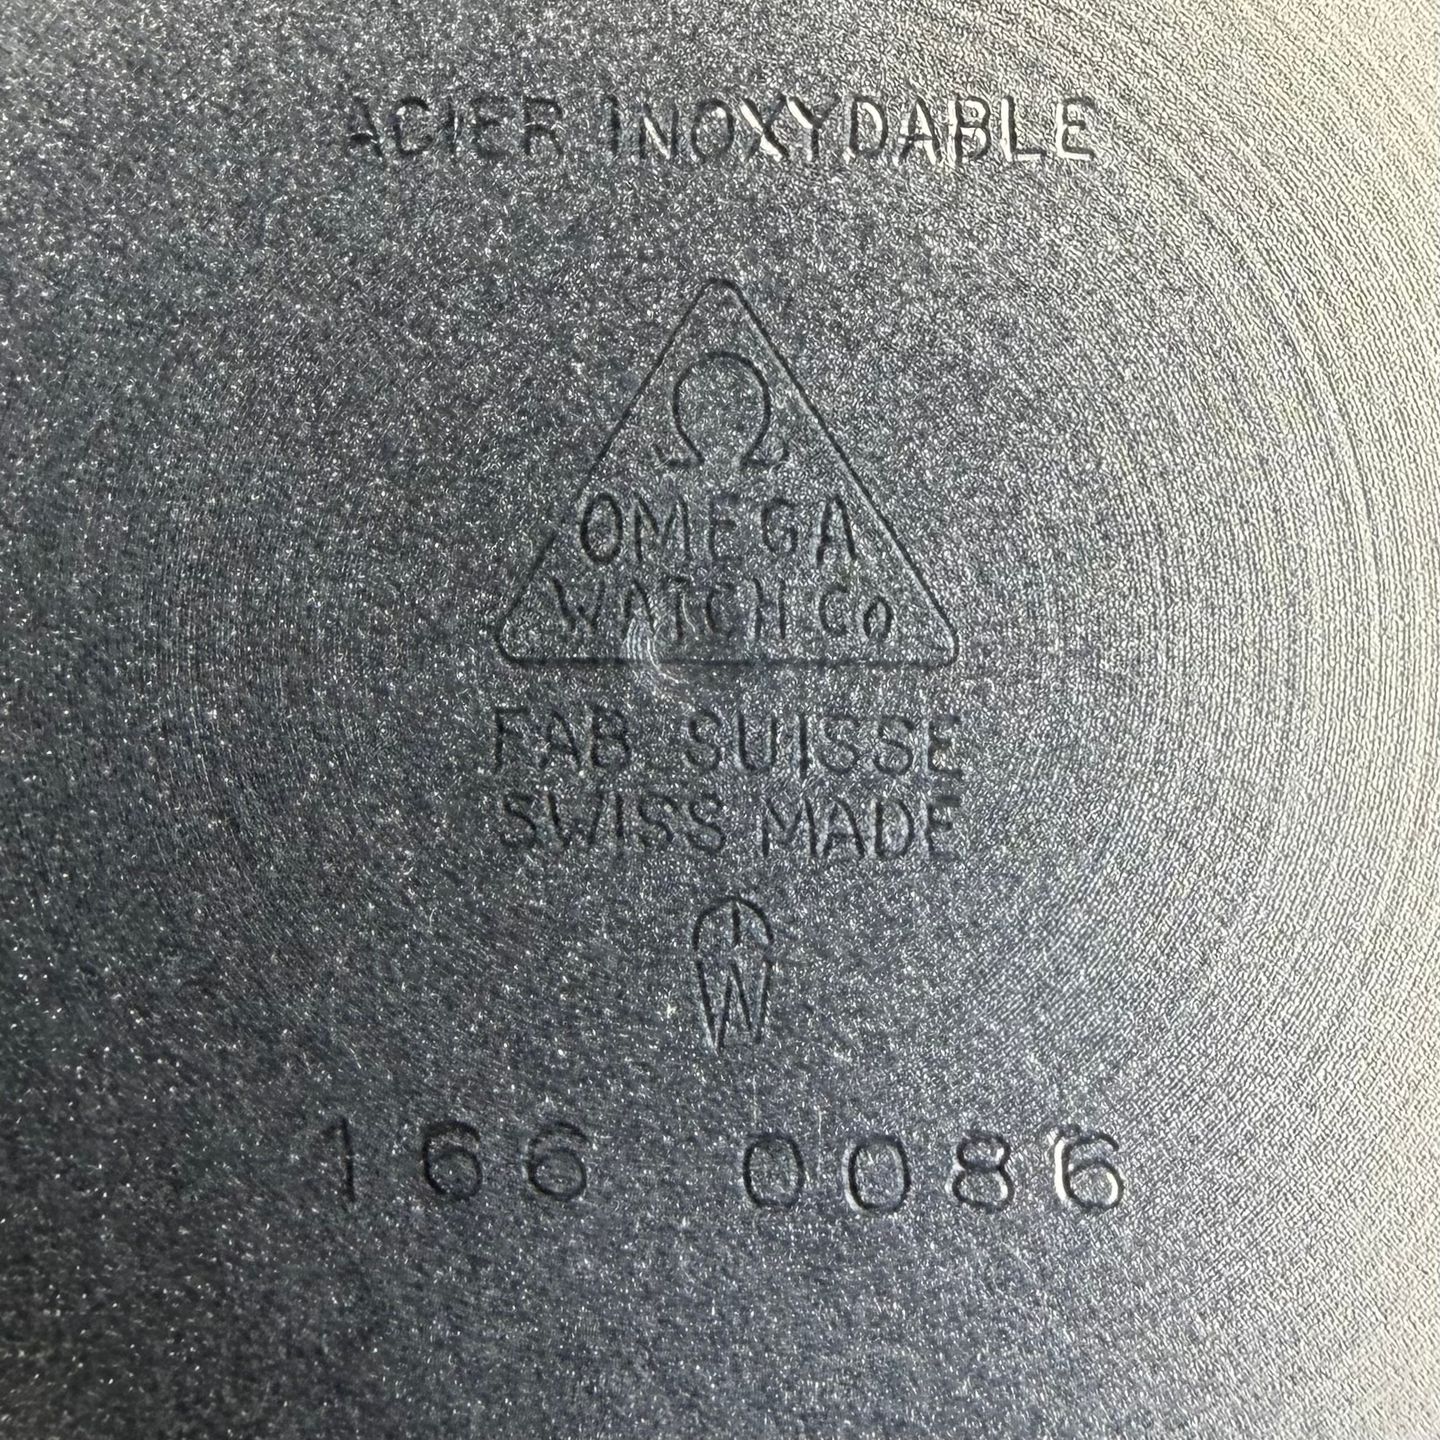 ACIER INOXYDABLE
Ω
OMEGA
WATCH Co
FAB. SUISSE
SWISS MADE
166 0086